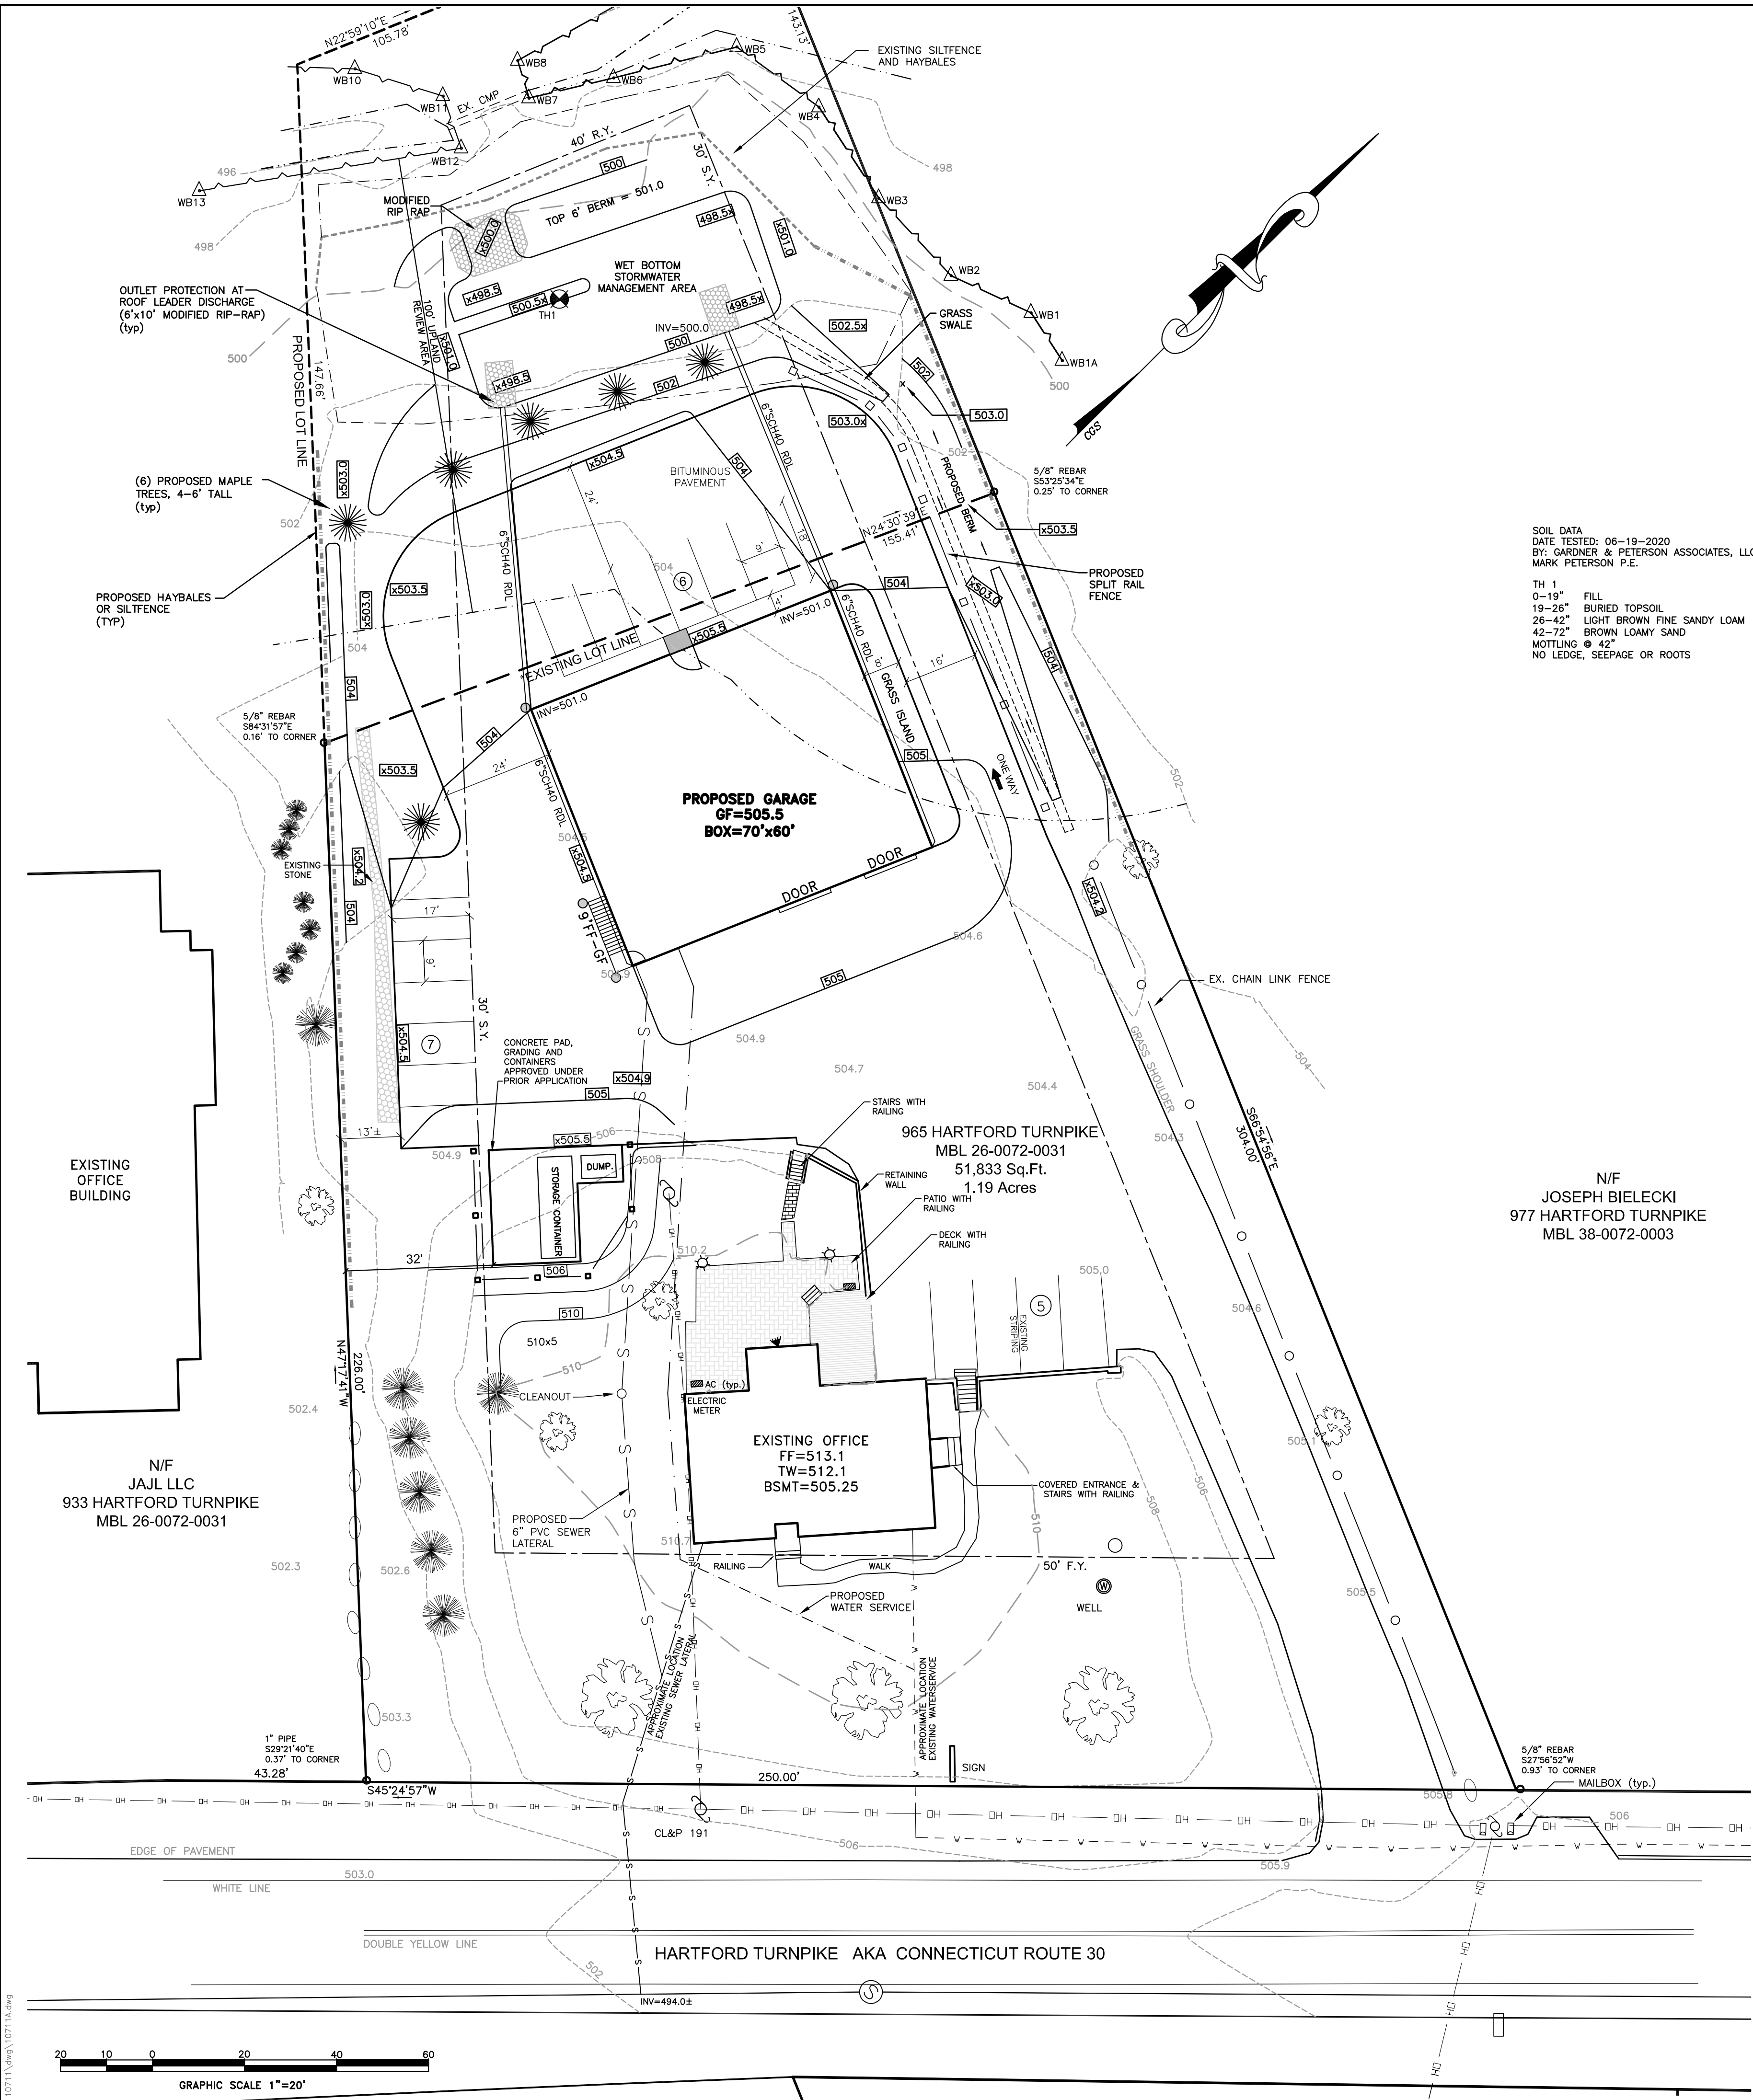 N22°59'10"E
105.78'
143.13'
EXISTING SILTFENCE
AND HAYBALES
WB10
WB11
EX. CMP
WB8
WB7
WB6
WB5
WB4
WB12
WB13
WB3
WB2
WB1
WB1A
496
498
498
500
500
40' R.Y.
30' S.Y.
500
TOP 6' BERM = 501.0
498.5x
x501.0
MODIFIED
RIP RAP
x500.0
WET BOTTOM
STORMWATER
MANAGEMENT AREA
x498.5
500.5x
TH1
498.5x
OUTLET PROTECTION AT
ROOF LEADER DISCHARGE
(6'x10' MODIFIED RIP-RAP)
(typ)
100' UPLAND
REVIEW AREA
x501.0
INV=500.0
500
502.5x
GRASS
SWALE
502
x
503.0
PROPOSED LOT LINE
147.66'
x498.5
502
503.0x
502
6"SCH40 RDL
x504.5
BITUMINOUS
PAVEMENT
504
(6) PROPOSED MAPLE
TREES, 4-6' TALL
(typ)
x503.0
502
24'
18'
9'
4'
N24°30'39"E
155.41'
PROPOSED
BERM
5/8" REBAR
S53°25'34"E
0.25' TO CORNER
x503.5
SOIL DATA
DATE TESTED: 06-19-2020
BY: GARDNER & PETERSON ASSOCIATES, LLC
MARK PETERSON P.E.
TH 1
0-19" FILL
19-26" BURIED TOPSOIL
26-42" LIGHT BROWN FINE SANDY LOAM
42-72" BROWN LOAMY SAND
MOTTLING @ 42"
NO LEDGE, SEEPAGE OR ROOTS
CGS
6"SCH40 RDL
504
6
PROPOSED HAYBALES
OR SILTFENCE
(TYP)
x503.0
x503.5
504
504
EXISTING LOT LINE
x505.5
INV=501.0
504
x503.0
PROPOSED
SPLIT RAIL
FENCE
6"SCH40 RDL
8'
16'
GRASS ISLAND
504
5/8" REBAR
S84°31'57"E
0.16' TO CORNER
INV=501.0
504
24'
x503.5
6"SCH40 RDL
505
ONE WAY
502
PROPOSED GARAGE
GF=505.5
BOX=70'x60'
504.5
x504.5
DOOR
DOOR
EXISTING
STONE
x504.2
504
17'
9'
9'FF-GF
x504.2
504.6
505
EX. CHAIN LINK FENCE
30' S.Y.
x504.5
7
CONCRETE PAD,
GRADING AND
CONTAINERS
APPROVED UNDER
PRIOR APPLICATION
x504.9
505
504.9
504.7
504.4
GRASS SHOULDER
504
504.3
S66°54'56"E
304.00'
STAIRS WITH
RAILING
965 HARTFORD TURNPIKE
MBL 26-0072-0031
51,833 Sq.Ft.
1.19 Acres
13'±
504.9
x505.5
506
508
DUMP.
STORAGE CONTAINER
RETAINING
WALL
PATIO WITH
RAILING
DECK WITH
RAILING
EXISTING
OFFICE
BUILDING
N/F
JOSEPH BIELECKI
977 HARTFORD TURNPIKE
MBL 38-0072-0003
32'
506
510.2
505.0
5
EXISTING
STRIPING
504.6
510
510x5
510
N47°17'41"W
226.00'
CLEANOUT
AC (typ.)
ELECTRIC
METER
502.4
EXISTING OFFICE
FF=513.1
TW=512.1
BSMT=505.25
505.1
506
508
510
COVERED ENTRANCE &
STAIRS WITH RAILING
N/F
JAJL LLC
933 HARTFORD TURNPIKE
MBL 26-0072-0031
PROPOSED
6" PVC SEWER
LATERAL
510.7
RAILING
WALK
50' F.Y.
502.3
502.6
PROPOSED
WATER SERVICE
W
WELL
505.5
APPROXIMATE LOCATION
EXISTING SEWER LATERAL
APPROXIMATE LOCATION
EXISTING WATERSERVICE
503.3
1" PIPE
S29°21'40"E
0.37' TO CORNER
43.28'
S45°24'57"W
250.00'
SIGN
5/8" REBAR
S27°56'52"W
0.93' TO CORNER
MAILBOX (typ.)
505.8
506
CL&P 191
506
505.9
EDGE OF PAVEMENT
503.0
WHITE LINE
DOUBLE YELLOW LINE
HARTFORD TURNPIKE AKA CONNECTICUT ROUTE 30
502
INV=494.0±
S
20 10 0 20 40 60
GRAPHIC SCALE 1"=20'
10711\dwg\10711A.dwg